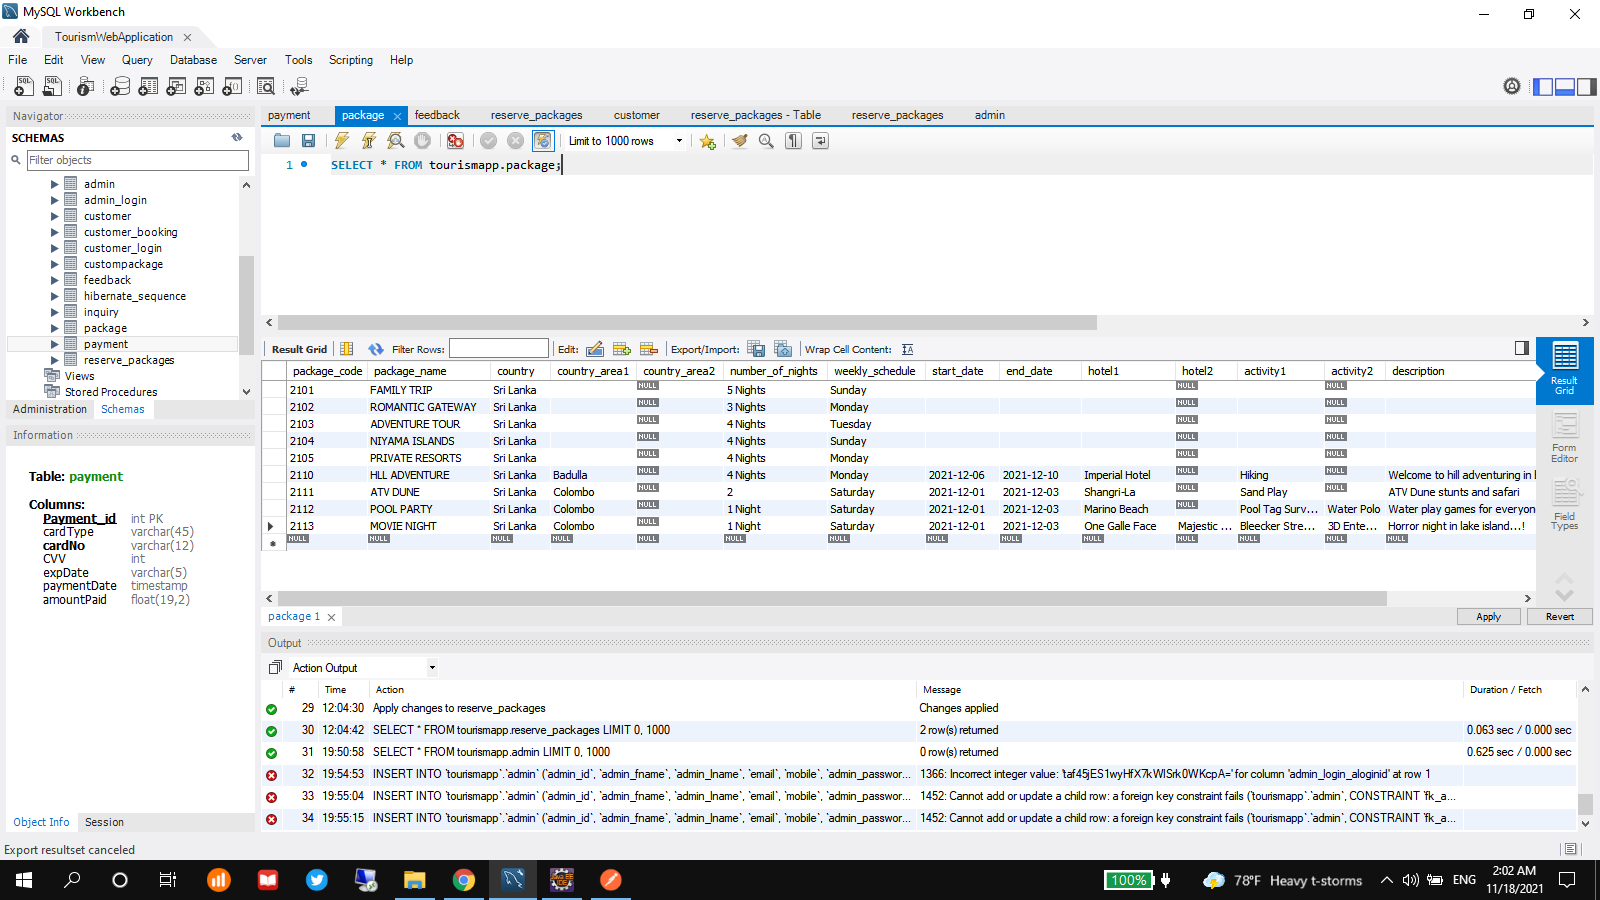 MySQL Workbench
TourismWebApplication
File Edit View Query Database Server Tools Scripting Help
Navigator
SCHEMAS
Filter objects
admin
admin_login
customer
customer_booking
customer_login
custompackage
feedback
hibernate_sequence
inquiry
package
payment
reserve_packages
Views
Stored Procedures
Administration Schemas
Information
Table: payment
Columns:
Payment_id int PK
cardType varchar(45)
cardNo varchar(12)
CVV int
expDate varchar(5)
paymentDate timestamp
amountPaid float(19,2)
Object Info Session
payment package feedback reserve_packages customer reserve_packages - Table reserve_packages admin
Limit to 1000 rows
1 SELECT * FROM tourismapp.package;
Result Grid Filter Rows: Edit: Export/Import: Wrap Cell Content:
package_code package_name country country_area1 country_area2 number_of_nights weekly_schedule start_date end_date hotel1 hotel2 activity1 activity2 description
2101 FAMILY TRIP Sri Lanka NULL 5 Nights Sunday NULL NULL
2102 ROMANTIC GATEWAY Sri Lanka NULL 3 Nights Monday NULL NULL
2103 ADVENTURE TOUR Sri Lanka NULL 4 Nights Tuesday NULL NULL
2104 NIYAMA ISLANDS Sri Lanka NULL 4 Nights Sunday NULL NULL
2105 PRIVATE RESORTS Sri Lanka NULL 4 Nights Monday NULL NULL
2110 HLL ADVENTURE Sri Lanka Badulla NULL 4 Nights Monday 2021-12-06 2021-12-10 Imperial Hotel NULL Hiking NULL Welcome to hill adventuring in
2111 ATV DUNE Sri Lanka Colombo NULL 2 Saturday 2021-12-01 2021-12-03 Shangri-La NULL Sand Play NULL ATV Dune stunts and safari
2112 POOL PARTY Sri Lanka Colombo NULL 1 Night Saturday 2021-12-01 2021-12-03 Marino Beach NULL Pool Tag Surv... Water Polo Water play games for everyon
2113 MOVIE NIGHT Sri Lanka Colombo NULL 1 Night Saturday 2021-12-01 2021-12-03 One Galle Face Majestic ... Bleecker Stre... 3D Ente... Horror night in lake island...!
NULL NULL NULL NULL NULL NULL NULL NULL NULL NULL NULL NULL NULL NULL
Result Grid
Form Editor
Field Types
package 1
Apply Revert
Output
Action Output
# Time Action Message Duration / Fetch
29 12:04:30 Apply changes to reserve_packages Changes applied
30 12:04:42 SELECT * FROM tourismapp.reserve_packages LIMIT 0, 1000 2 row(s) returned 0.063 sec / 0.000 sec
31 19:50:58 SELECT * FROM tourismapp.admin LIMIT 0, 1000 0 row(s) returned 0.625 sec / 0.000 sec
32 19:54:53 INSERT INTO `tourismapp`.`admin` (`admin_id`, `admin_fname`, `admin_lname`, `email`, `mobile`, `admin_passwor... 1366: Incorrect integer value: 'taf45jES1wyHfX7kWlSrk0WKcpA=' for column 'admin_login_aloginid' at row 1
33 19:55:04 INSERT INTO `tourismapp`.`admin` (`admin_id`, `admin_fname`, `admin_lname`, `email`, `mobile`, `admin_passwor... 1452: Cannot add or update a child row: a foreign key constraint fails (`tourismapp`.`admin`, CONSTRAINT `fk_a...
34 19:55:15 INSERT INTO `tourismapp`.`admin` (`admin_id`, `admin_fname`, `admin_lname`, `email`, `mobile`, `admin_passwor... 1452: Cannot add or update a child row: a foreign key constraint fails (`tourismapp`.`admin`, CONSTRAINT `fk_a...
Export resultset canceled
100% 78°F Heavy t-storms ENG 2:02 AM
11/18/2021